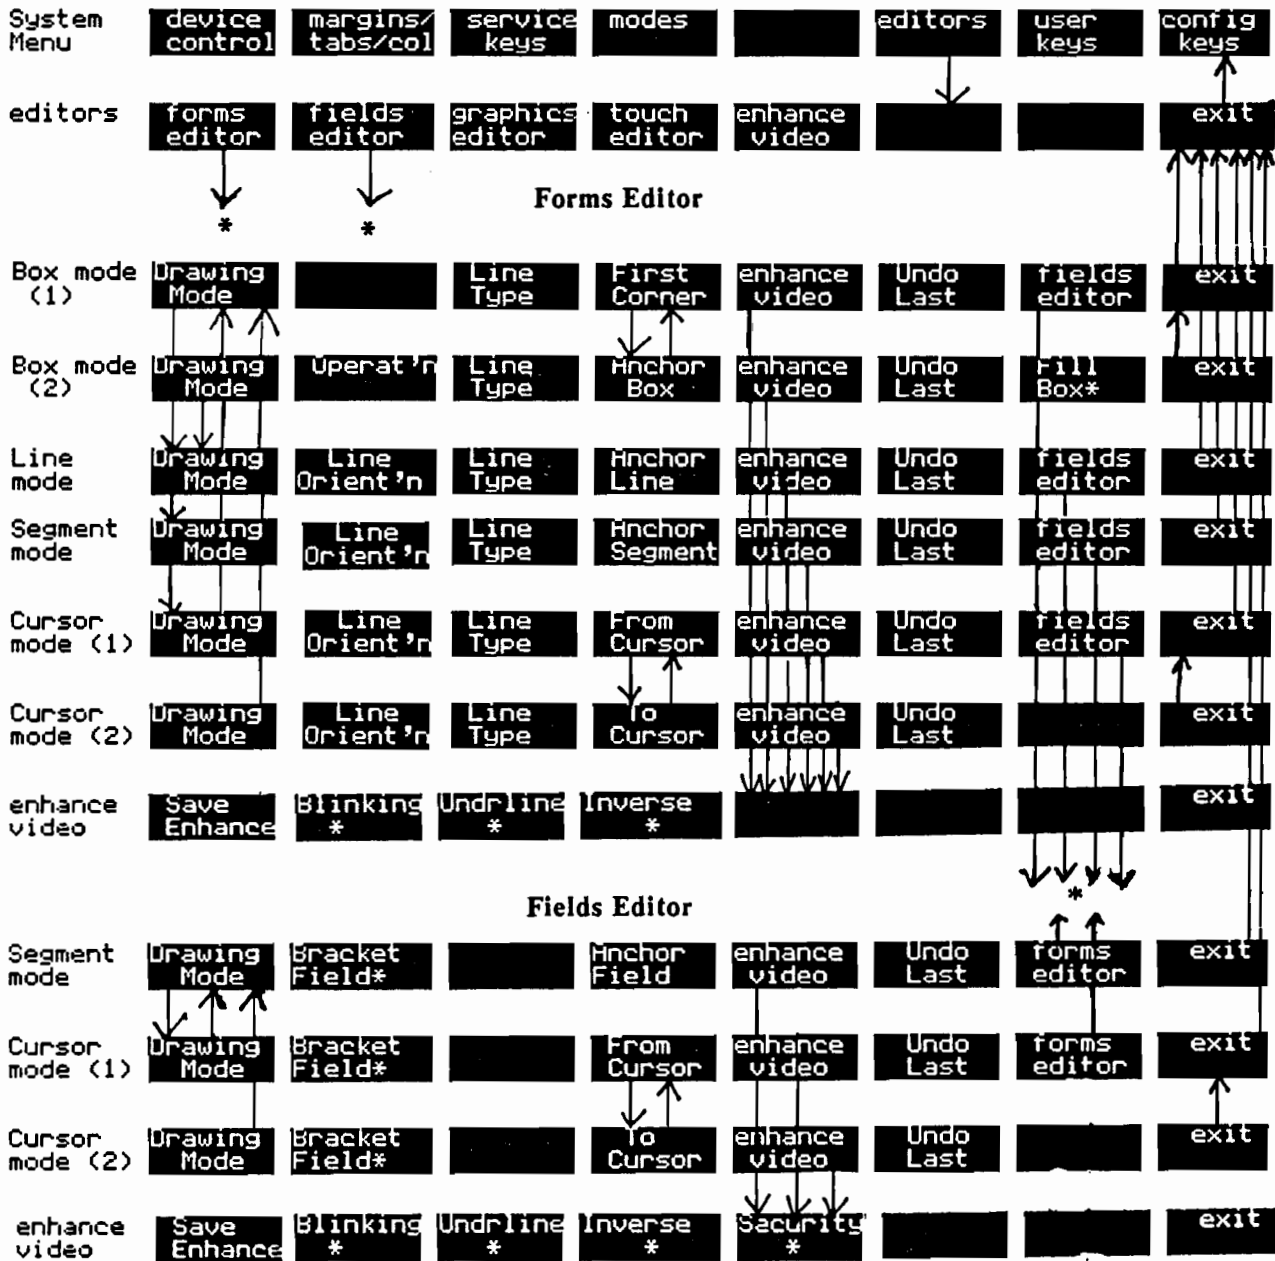 System Menu device control margins/ tabs/col service keys modes editors user keys config keys
editors forms editor fields editor graphics editor touch editor enhance video exit
Forms Editor
* *
Box mode (1) Drawing Mode Line Type First Corner enhance video Undo Last fields editor exit
Box mode (2) Drawing Mode Operat'n Line Type Anchor Box enhance video Undo Last Fill Box* exit
Line mode Drawing Mode Line Orient'n Line Type Anchor Line enhance video Undo Last fields editor exit
Segment mode Drawing Mode Line Orient'n Line Type Anchor Segment enhance video Undo Last fields editor exit
Cursor mode (1) Drawing Mode Line Orient'n Line Type From Cursor enhance video Undo Last fields editor exit
Cursor mode (2) Drawing Mode Line Orient'n Line Type To Cursor enhance video Undo Last exit
enhance video Save Enhance Blinking * Undrline * Inverse * exit
*
Fields Editor
Segment mode Drawing Mode Bracket Field* Anchor Field enhance video Undo Last forms editor exit
Cursor mode (1) Drawing Mode Bracket Field* From Cursor enhance video Undo Last forms editor exit
Cursor mode (2) Drawing Mode Bracket Field* To Cursor enhance video Undo Last exit
enhance video Save Enhance Blinking * Undrline * Inverse * Sacurity * exit